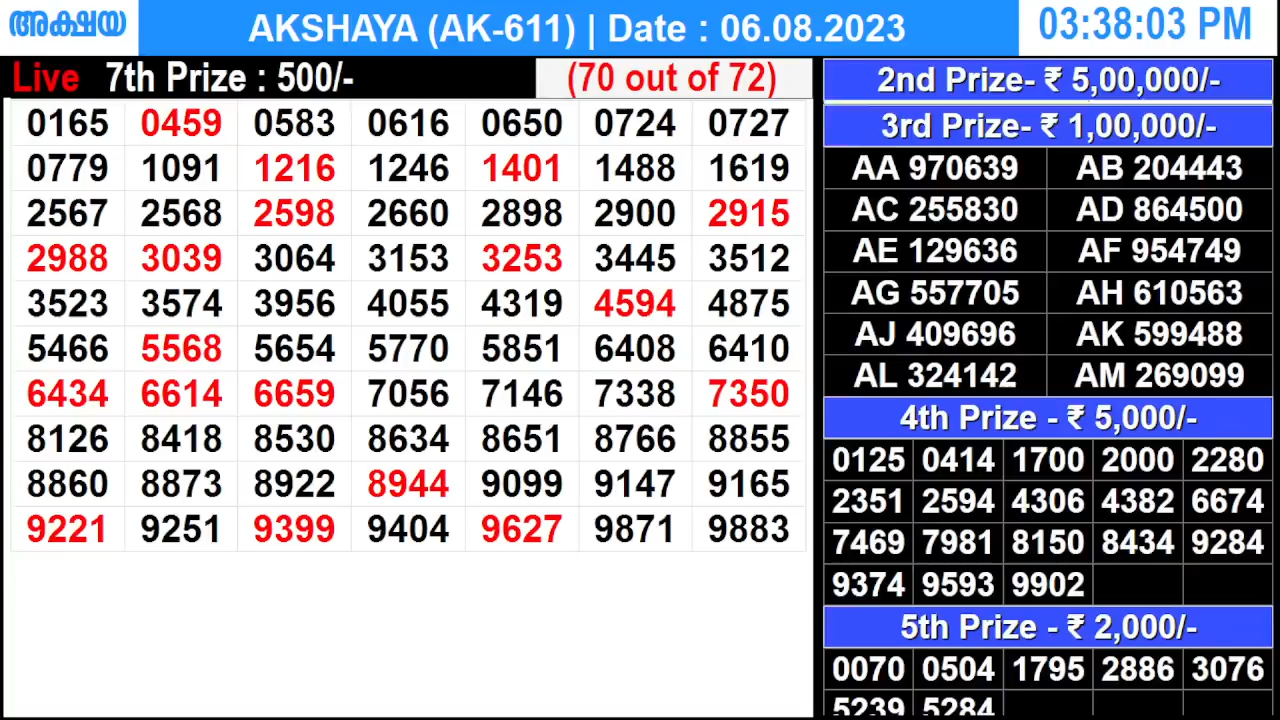 അക്ഷയ AKSHAYA (AK-611) | Date : 06.08.2023 03:38:03 PM
Live 7th Prize : 500/- (70 out of 72)
0165 0459 0583 0616 0650 0724 0727
0779 1091 1216 1246 1401 1488 1619
2567 2568 2598 2660 2898 2900 2915
2988 3039 3064 3153 3253 3445 3512
3523 3574 3956 4055 4319 4594 4875
5466 5568 5654 5770 5851 6408 6410
6434 6614 6659 7056 7146 7338 7350
8126 8418 8530 8634 8651 8766 8855
8860 8873 8922 8944 9099 9147 9165
9221 9251 9399 9404 9627 9871 9883
2nd Prize- ₹ 5,00,000/-
3rd Prize- ₹ 1,00,000/-
AA 970639 AB 204443
AC 255830 AD 864500
AE 129636 AF 954749
AG 557705 AH 610563
AJ 409696 AK 599488
AL 324142 AM 269099
4th Prize - ₹ 5,000/-
0125 0414 1700 2000 2280
2351 2594 4306 4382 6674
7469 7981 8150 8434 9284
9374 9593 9902
5th Prize - ₹ 2,000/-
0070 0504 1795 2886 3076
5239 5284